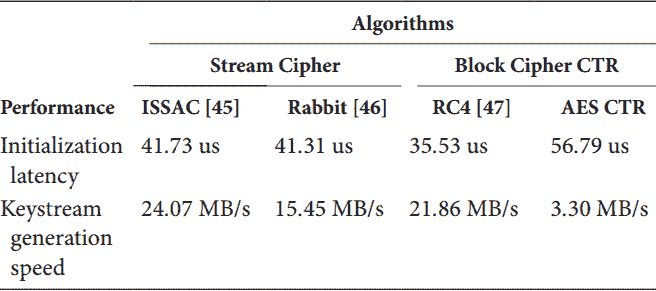 Algorithms
Stream Cipher Block Cipher CTR
Performance ISSAC [45] Rabbit [46] RC4 [47] AES CTR
Initialization 41.73 us 41.31 us 35.53 us 56.79 us
latency
Keystream 24.07 MB/s 15.45 MB/s 21.86 MB/s 3.30 MB/s
generation
speed